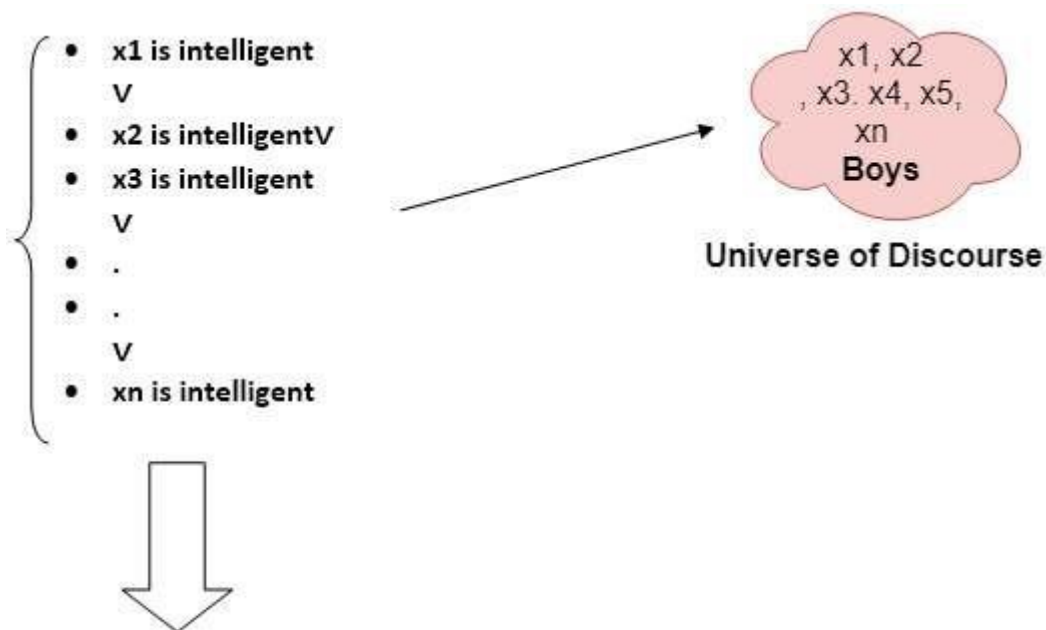 • x1 is intelligent
V
• x2 is intelligentV
• x3 is intelligent
V
• .
• .
V
• xn is intelligent
x1, x2
, x3. x4, x5,
xn
Boys
Universe of Discourse